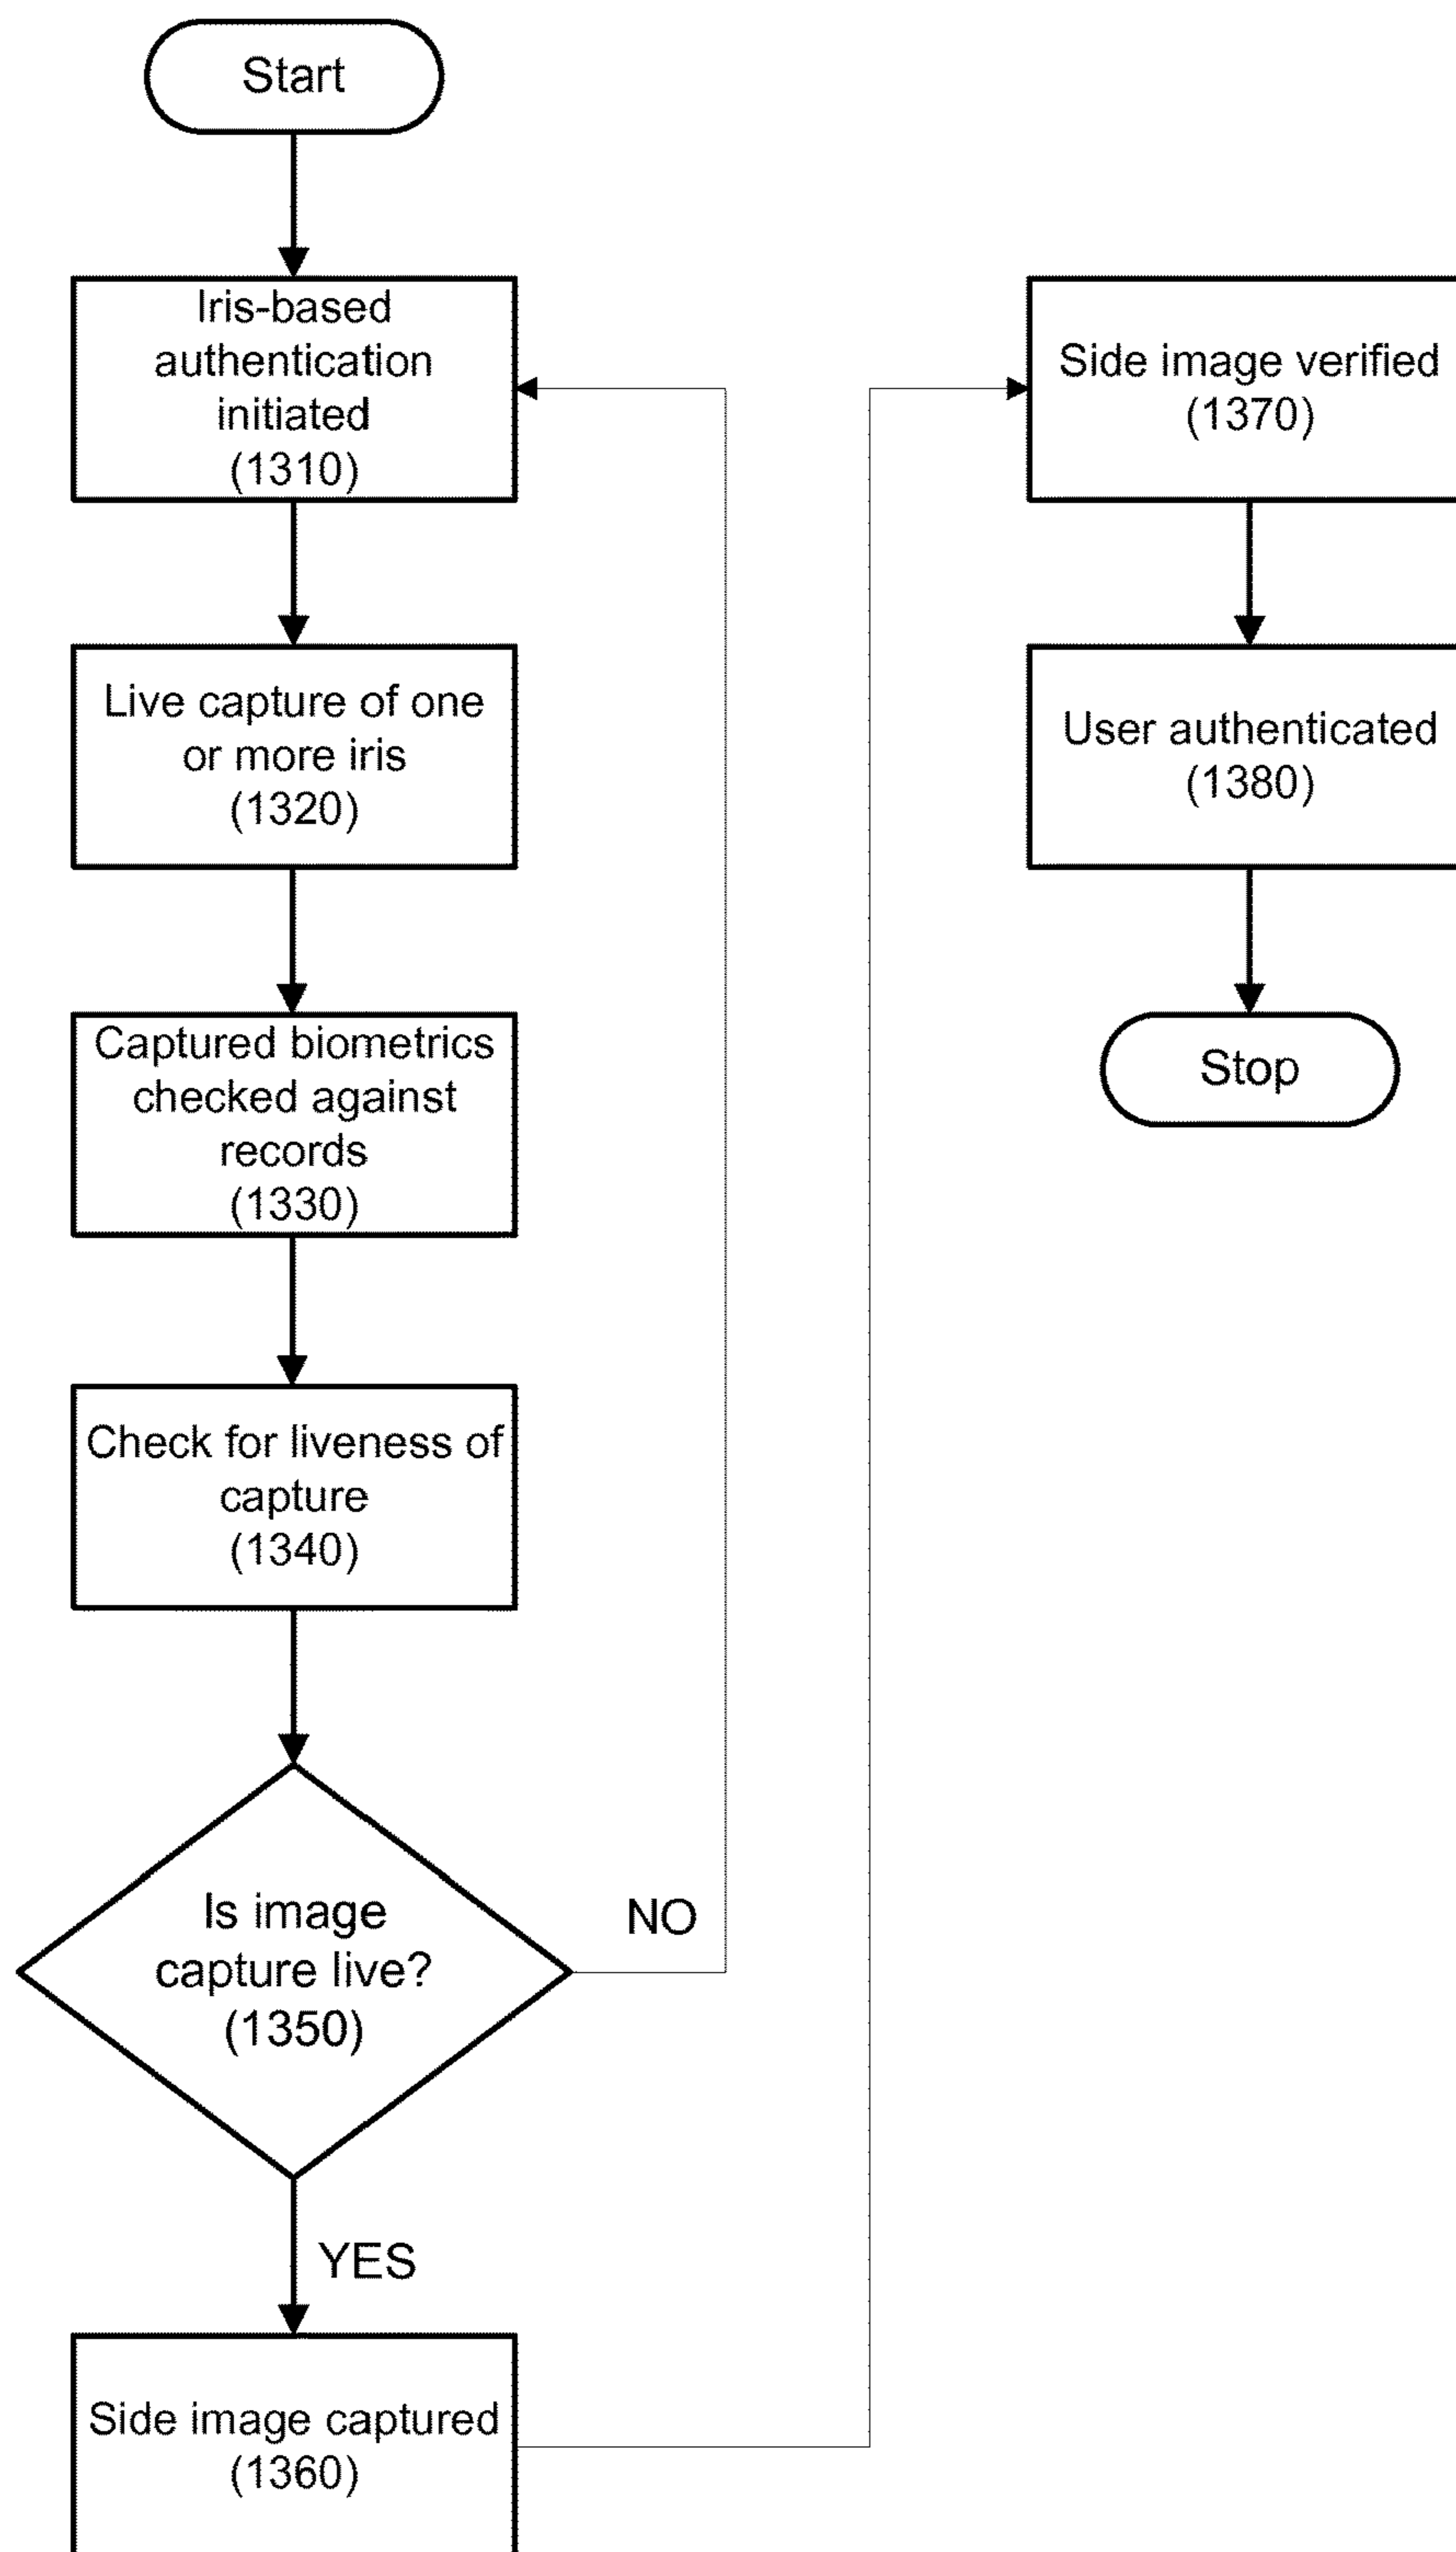 Start
Iris-based
authentication
initiated
(1310)
Live capture of one
or more iris
(1320)
Captured biometrics
checked against
records
(1330)
Check for liveness of
capture
(1340)
Is image
capture live?
(1350)
NO
YES
Side image captured
(1360)
Side image verified
(1370)
User authenticated
(1380)
Stop